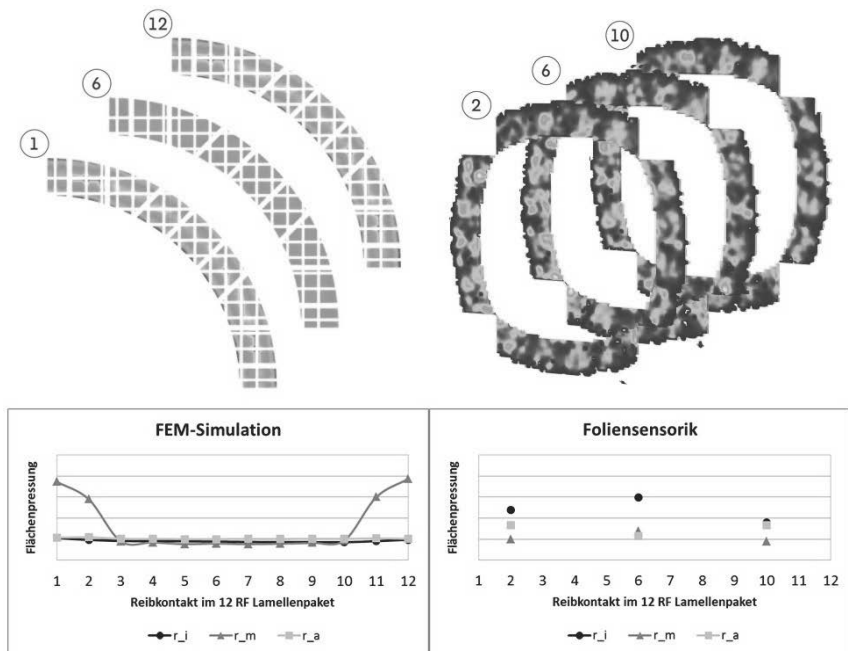 12
6
1
10
6
2
FEM-Simulation
Flächenpressung
1 2 3 4 5 6 7 8 9 10 11 12
Reibkontakt im 12 RF Lamellenpaket
r_i r_m r_a
Foliensensorik
Flächenpressung
1 2 3 4 5 6 7 8 9 10 11 12
Reibkontakt im 12 RF Lamellenpaket
r_i r_m r_a